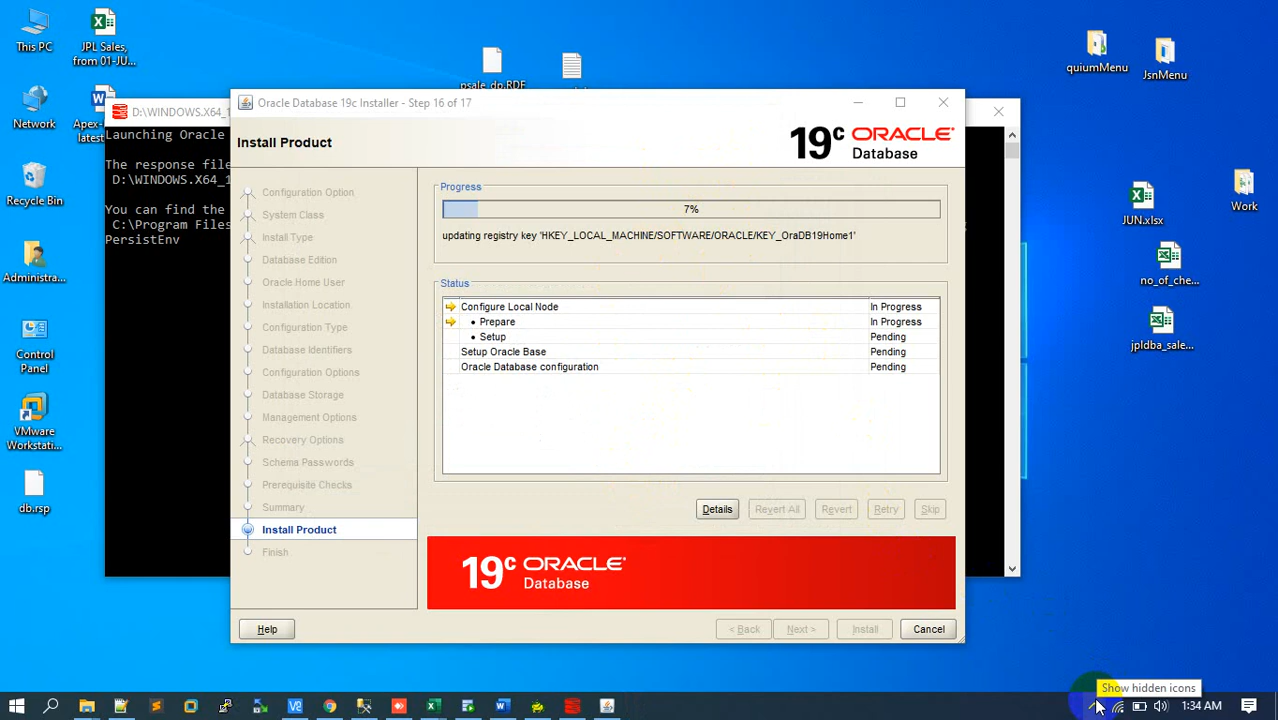 This PC
JPL Sales,
from 01-JU...
psale_dp.RDF
quiumMenu
JsnMenu
Network
Apex-
latest
Recycle Bin
Administra...
Control
Panel
VMware
Workstati...
db.rsp
JUN.xlsx
Work
no_of_che...
jpldba_sale...
D:\WINDOWS.X64_1
Launching Oracle
The response file
D:\WINDOWS.X64_1
You can find the
C:\Program Files
PersistEnv
Oracle Database 19c Installer - Step 16 of 17
Install Product
19c ORACLE
Database
Configuration Option
System Class
Install Type
Database Edition
Oracle Home User
Installation Location
Configuration Type
Database Identifiers
Configuration Options
Database Storage
Management Options
Recovery Options
Schema Passwords
Prerequisite Checks
Summary
Install Product
Finish
Progress
7%
updating registry key 'HKEY_LOCAL_MACHINE/SOFTWARE/ORACLE/KEY_OraDB19Home1'
Status
Configure Local Node In Progress
• Prepare In Progress
• Setup Pending
Setup Oracle Base Pending
Oracle Database configuration Pending
Details Revert All Revert Retry Skip
19c ORACLE
Database
Help < Back Next > Install Cancel
Show hidden icons
1:34 AM